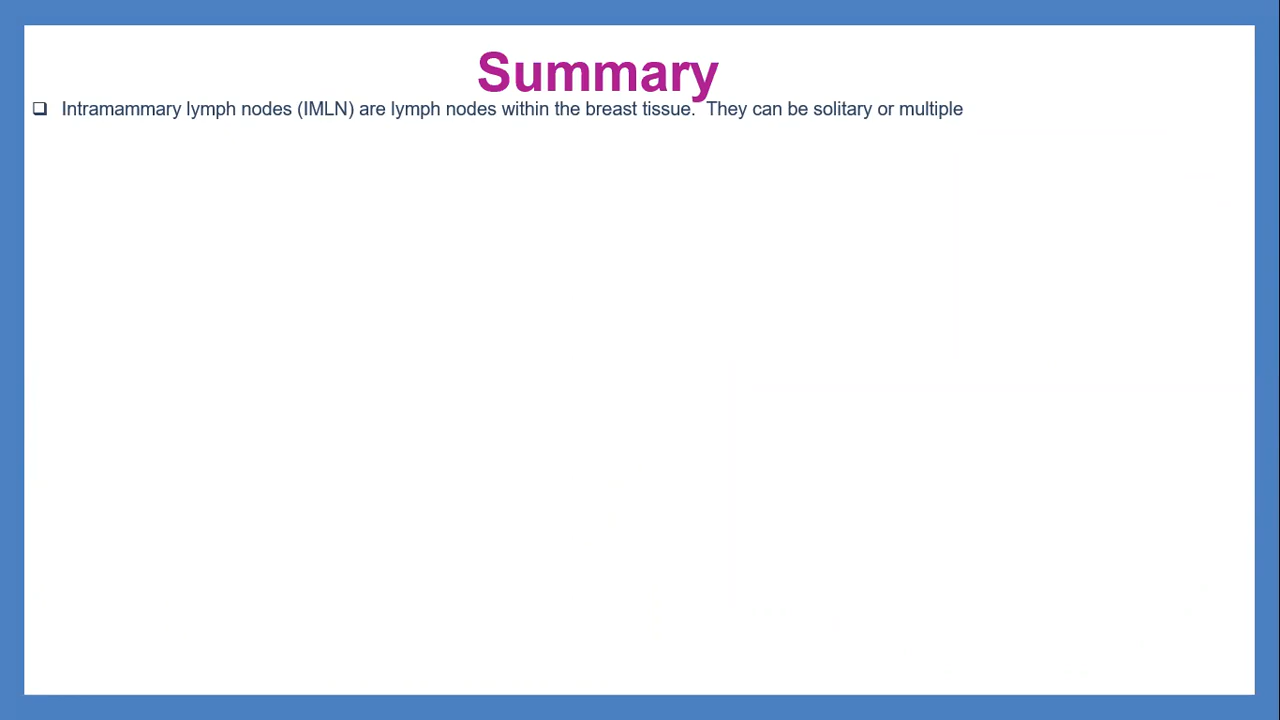 Summary
❑ Intramammary lymph nodes (IMLN) are lymph nodes within the breast tissue.  They can be solitary or multiple